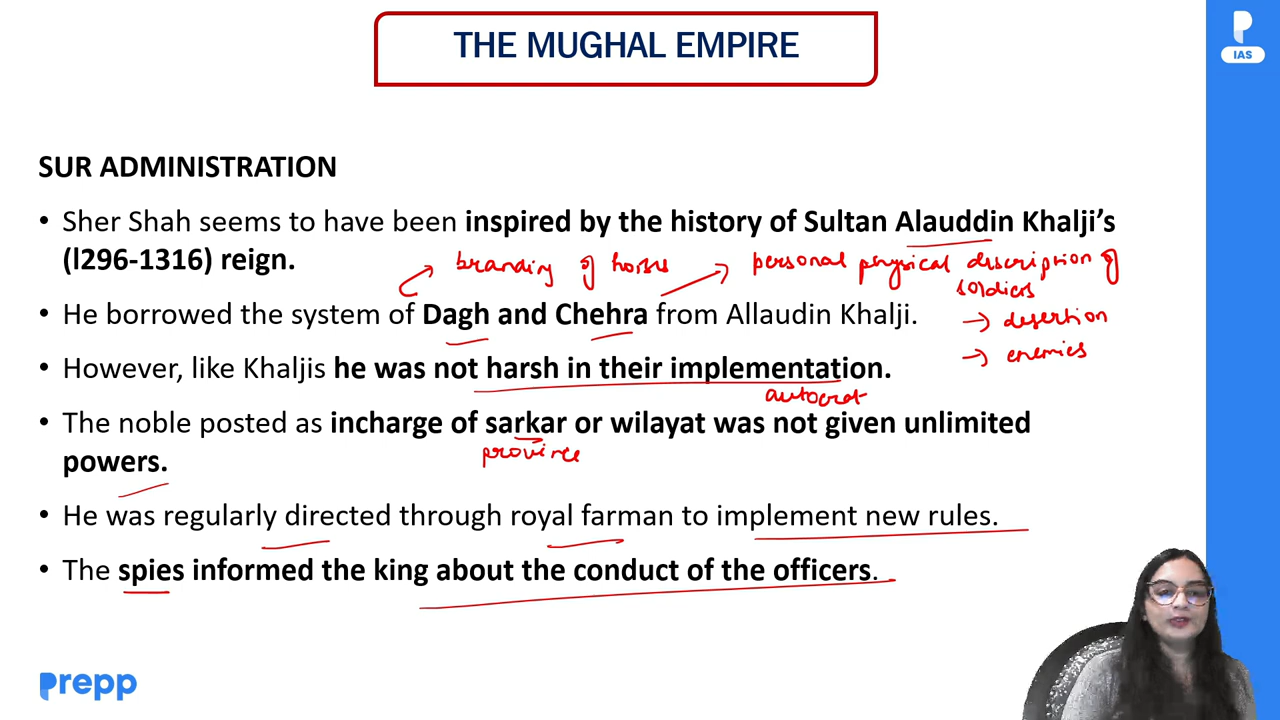 THE MUGHAL EMPIRE
IAS
SUR ADMINISTRATION
• Sher Shah seems to have been inspired by the history of Sultan Alauddin Khalji's
(l296-1316) reign.
branding of horses
personal physical description of
soldiers
• He borrowed the system of Dagh and Chehra from Allaudin Khalji.
→ desertion
→ enemies
• However, like Khaljis he was not harsh in their implementation.
autocrat
• The noble posted as incharge of sarkar or wilayat was not given unlimited
powers.
province
• He was regularly directed through royal farman to implement new rules.
• The spies informed the king about the conduct of the officers.
prepp